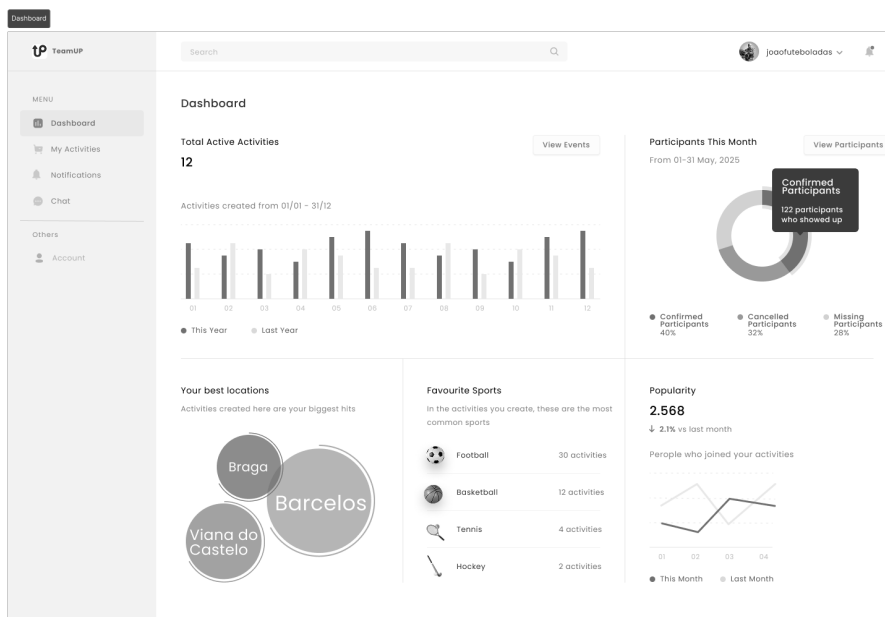 Dashboard
tP TeamUP
Search
joaofuteboladas
MENU
Dashboard
My Activities
Notifications
Chat
Others
Account
Dashboard
Total Active Activities
12
View Events
Activities created from 01/01 - 31/12
01 02 03 04 05 06 07 08 09 10 11 12
This Year Last Year
Participants This Month
From 01-31 May, 2025
View Participants
Confirmed
Participants
122 participants
who showed up
Confirmed
Participants
40%
Cancelled
Participants
32%
Missing
Participants
28%
Your best locations
Activities created here are your biggest hits
Braga
Barcelos
Viana do
Castelo
Favourite Sports
In the activities you create, these are the most
common sports
Football 30 activities
Basketball 12 activities
Tennis 4 activities
Hockey 2 activities
Popularity
2.568
2.1% vs last month
People who joined your activities
01 02 03 04
This Month Last Month